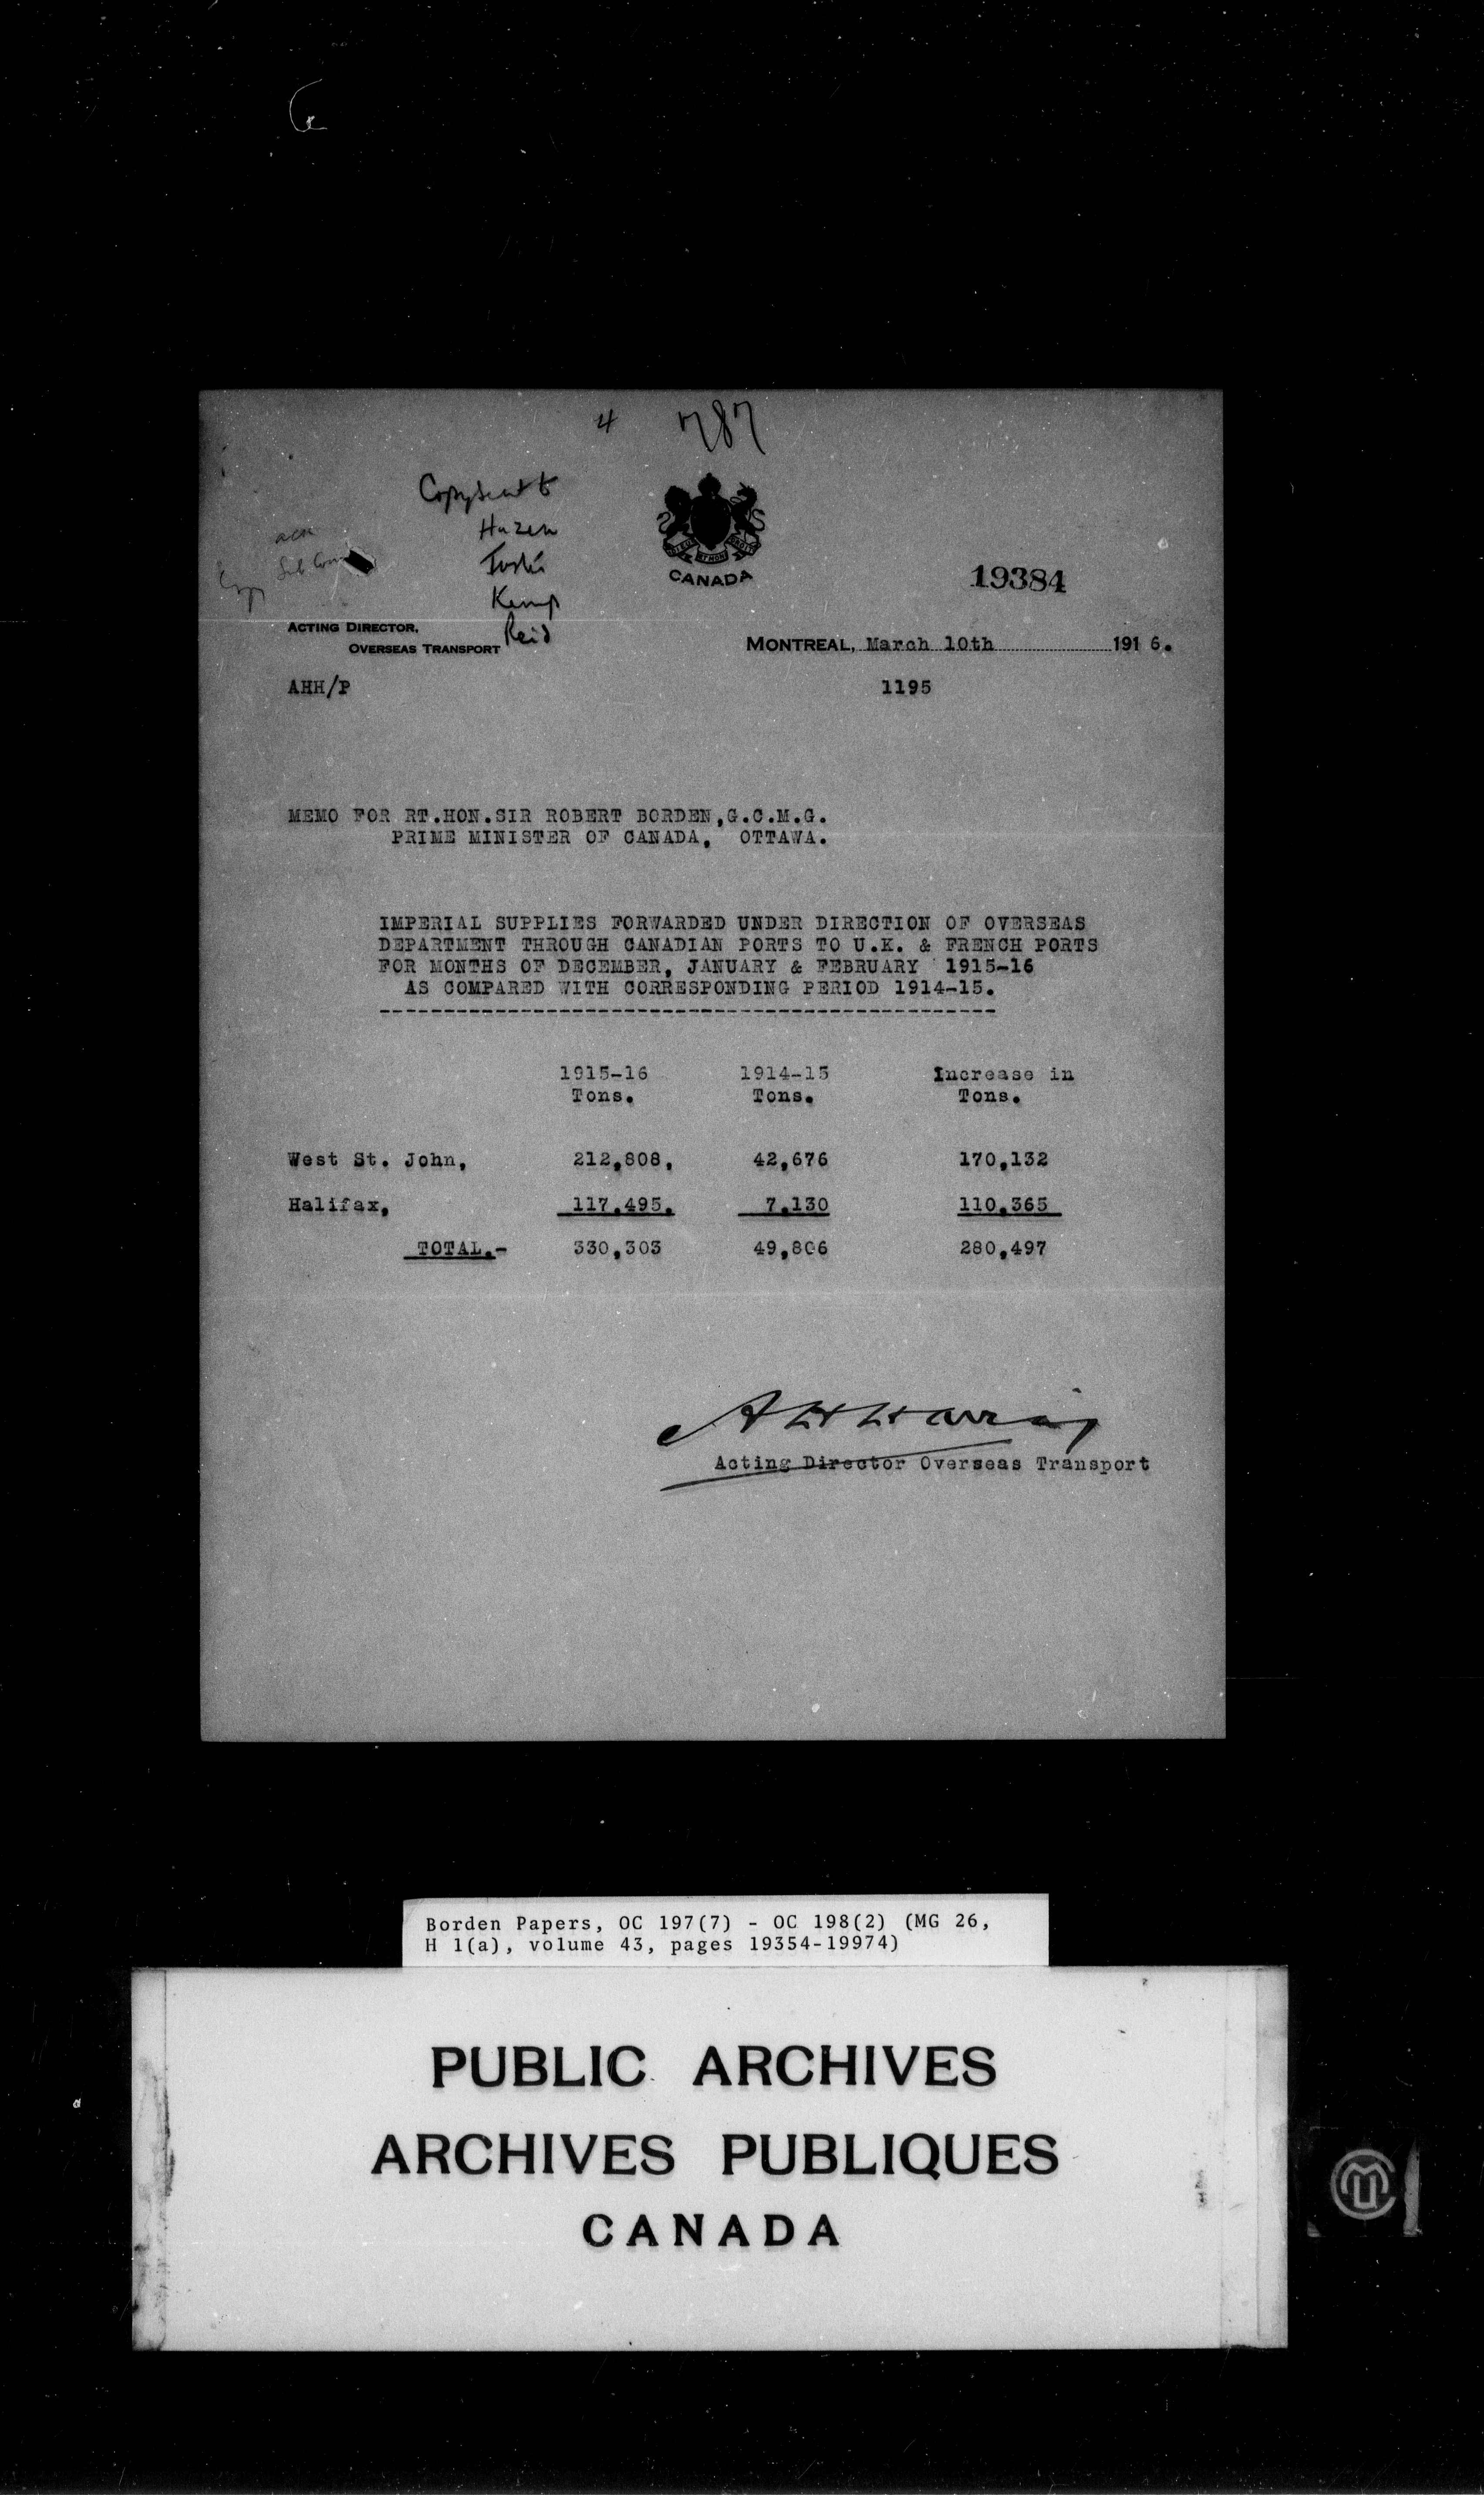 4 787
Copy sent to
Hazen
Foster
Kemp
Reid
ack
CANADA
19384
ACTING DIRECTOR,
OVERSEAS TRANSPORT
MONTREAL, March 10th 1916.
AHH/P 1195
MEMO FOR RT.HON.SIR ROBERT BORDEN,G.C.M.G.
PRIME MINISTER OF CANADA, OTTAWA.
IMPERIAL SUPPLIES FORWARDED UNDER DIRECTION OF OVERSEAS
DEPARTMENT THROUGH CANADIAN PORTS TO U.K. & FRENCH PORTS
FOR MONTHS OF DECEMBER, JANUARY & FEBRUARY 1915-16
AS COMPARED WITH CORRESPONDING PERIOD 1914-15.
1915-16 1914-15 Increase in
Tons. Tons. Tons.
West St. John, 212,808, 42,676 170,132
Halifax, 117,495, 7,130 110,365
TOTAL.- 330,303 49,806 280,497
AHHarris
Acting Director Overseas Transport
Borden Papers, OC 197(7) - OC 198(2) (MG 26,
H 1(a), volume 43, pages 19354-19974)
PUBLIC ARCHIVES
ARCHIVES PUBLIQUES
CANADA